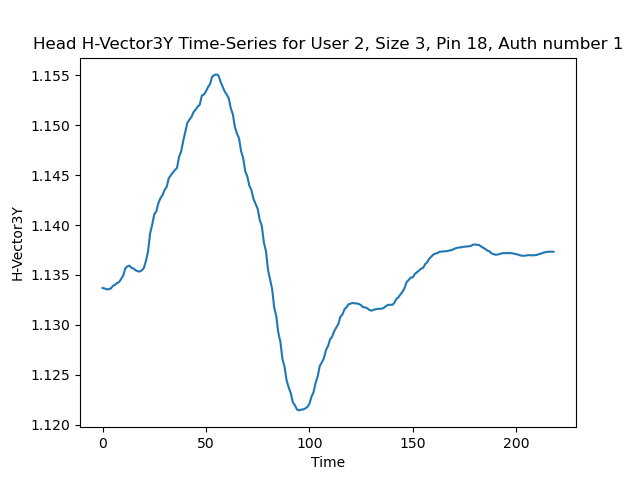 Head H-Vector3Y Time-Series for User 2, Size 3, Pin 18, Auth number 1
1.155
1.150
1.145
1.140
1.135
1.130
1.125
1.120
H-Vector3Y
0 50 100 150 200
Time